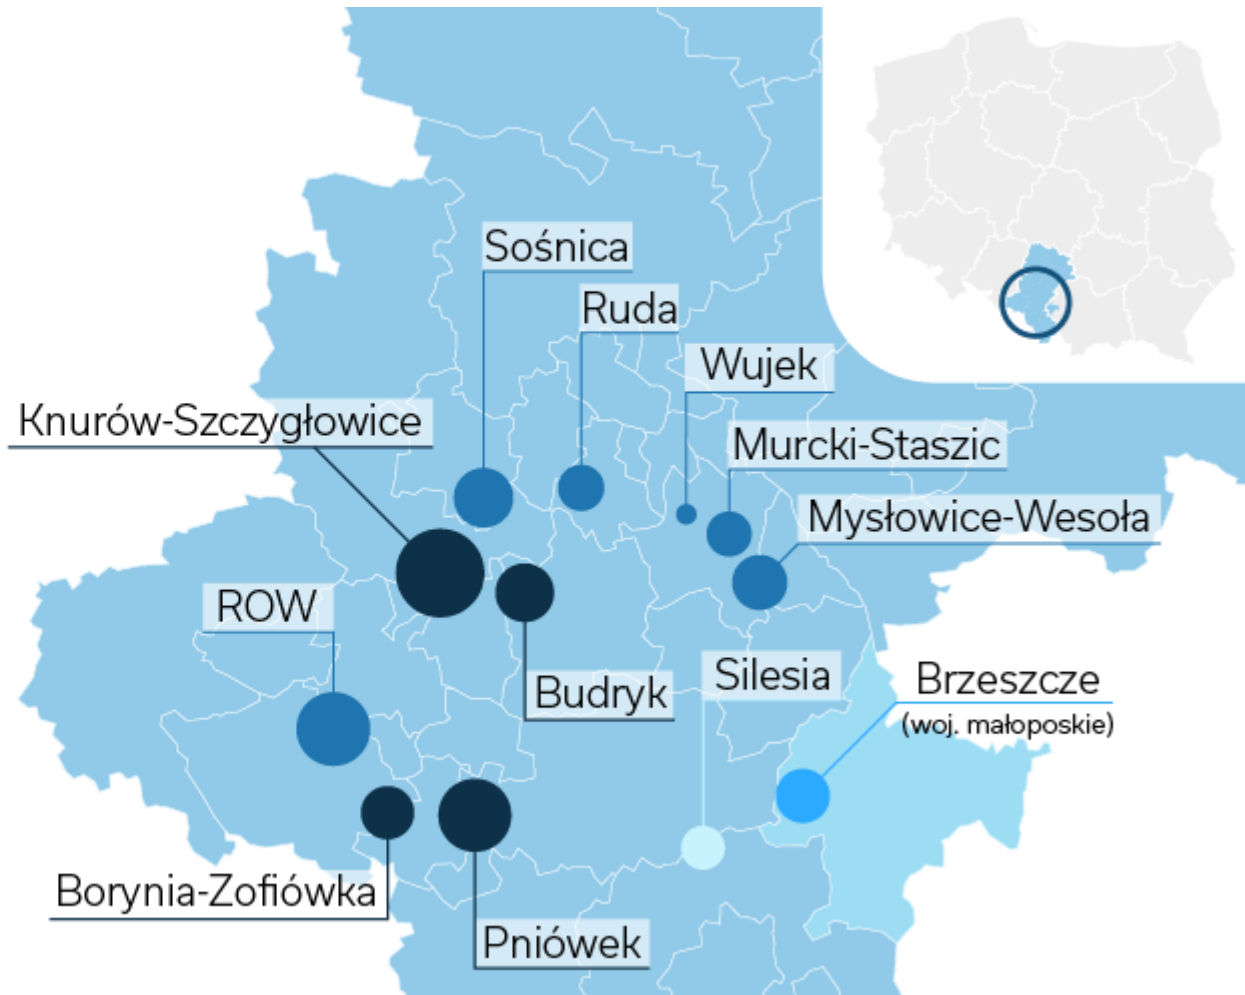 Sośnica
Ruda
Wujek
Knurów-Szczygłowice
Murcki-Staszic
Mysłowice-Wesoła
ROW
Budryk
Silesia
Brzeszcze
(woj. małoposkie)
Borynia-Zofiówka
Pniówek